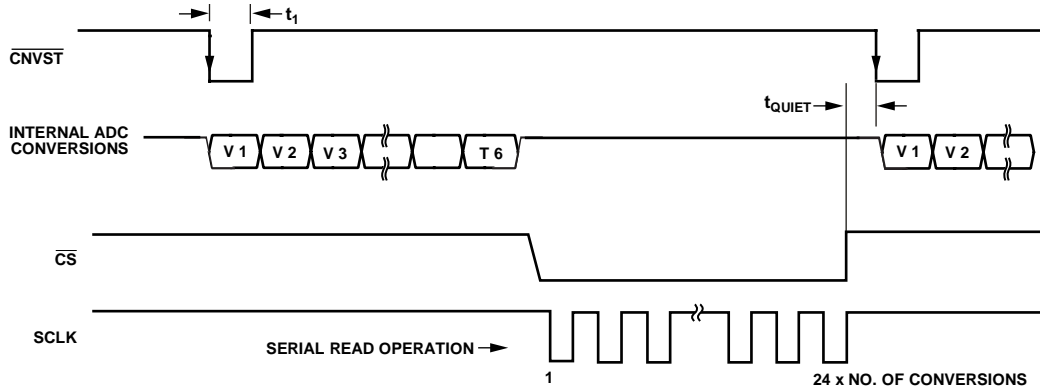 t1
CNVST
tQUIET
INTERNAL ADC
CONVERSIONS
V 1 V 2 V 3 T 6 V 1 V 2
CS
SCLK
SERIAL READ OPERATION
1 24 x NO. OF CONVERSIONS